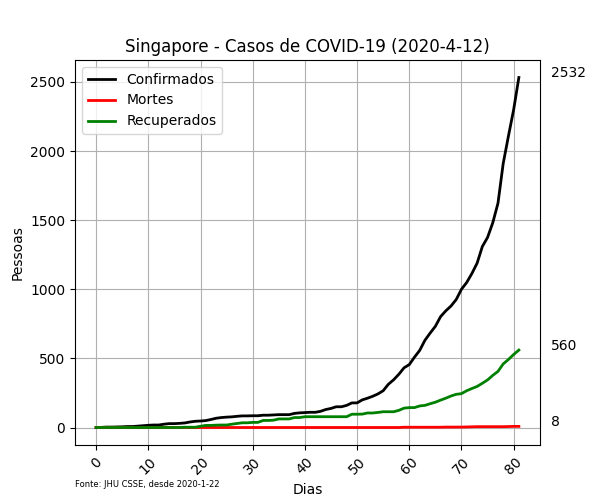 Singapore - Casos de COVID-19 (2020-4-12)
Confirmados
Mortes
Recuperados
2532
560
8
Pessoas
2500
2000
1500
1000
500
0
0 10 20 30 40 50 60 70 80
Dias
Fonte: JHU CSSE, desde 2020-1-22